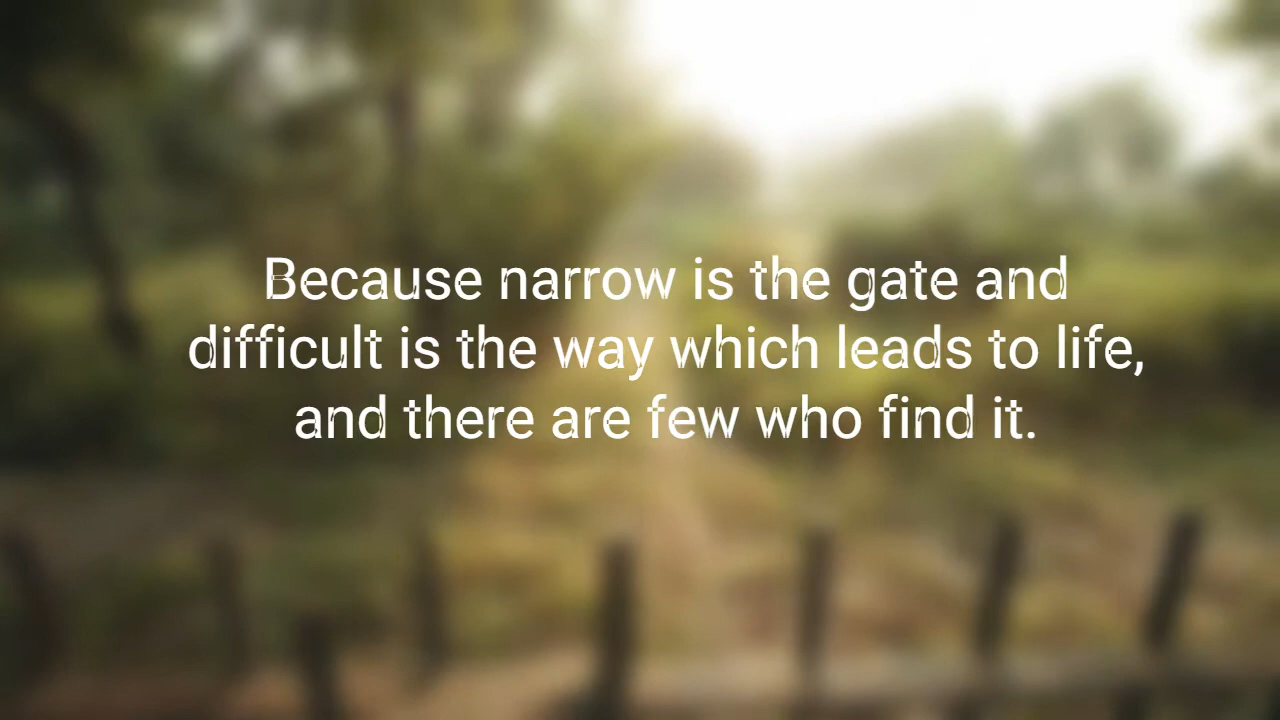 Because narrow is the gate and
difficult is the way which leads to life,
and there are few who find it.